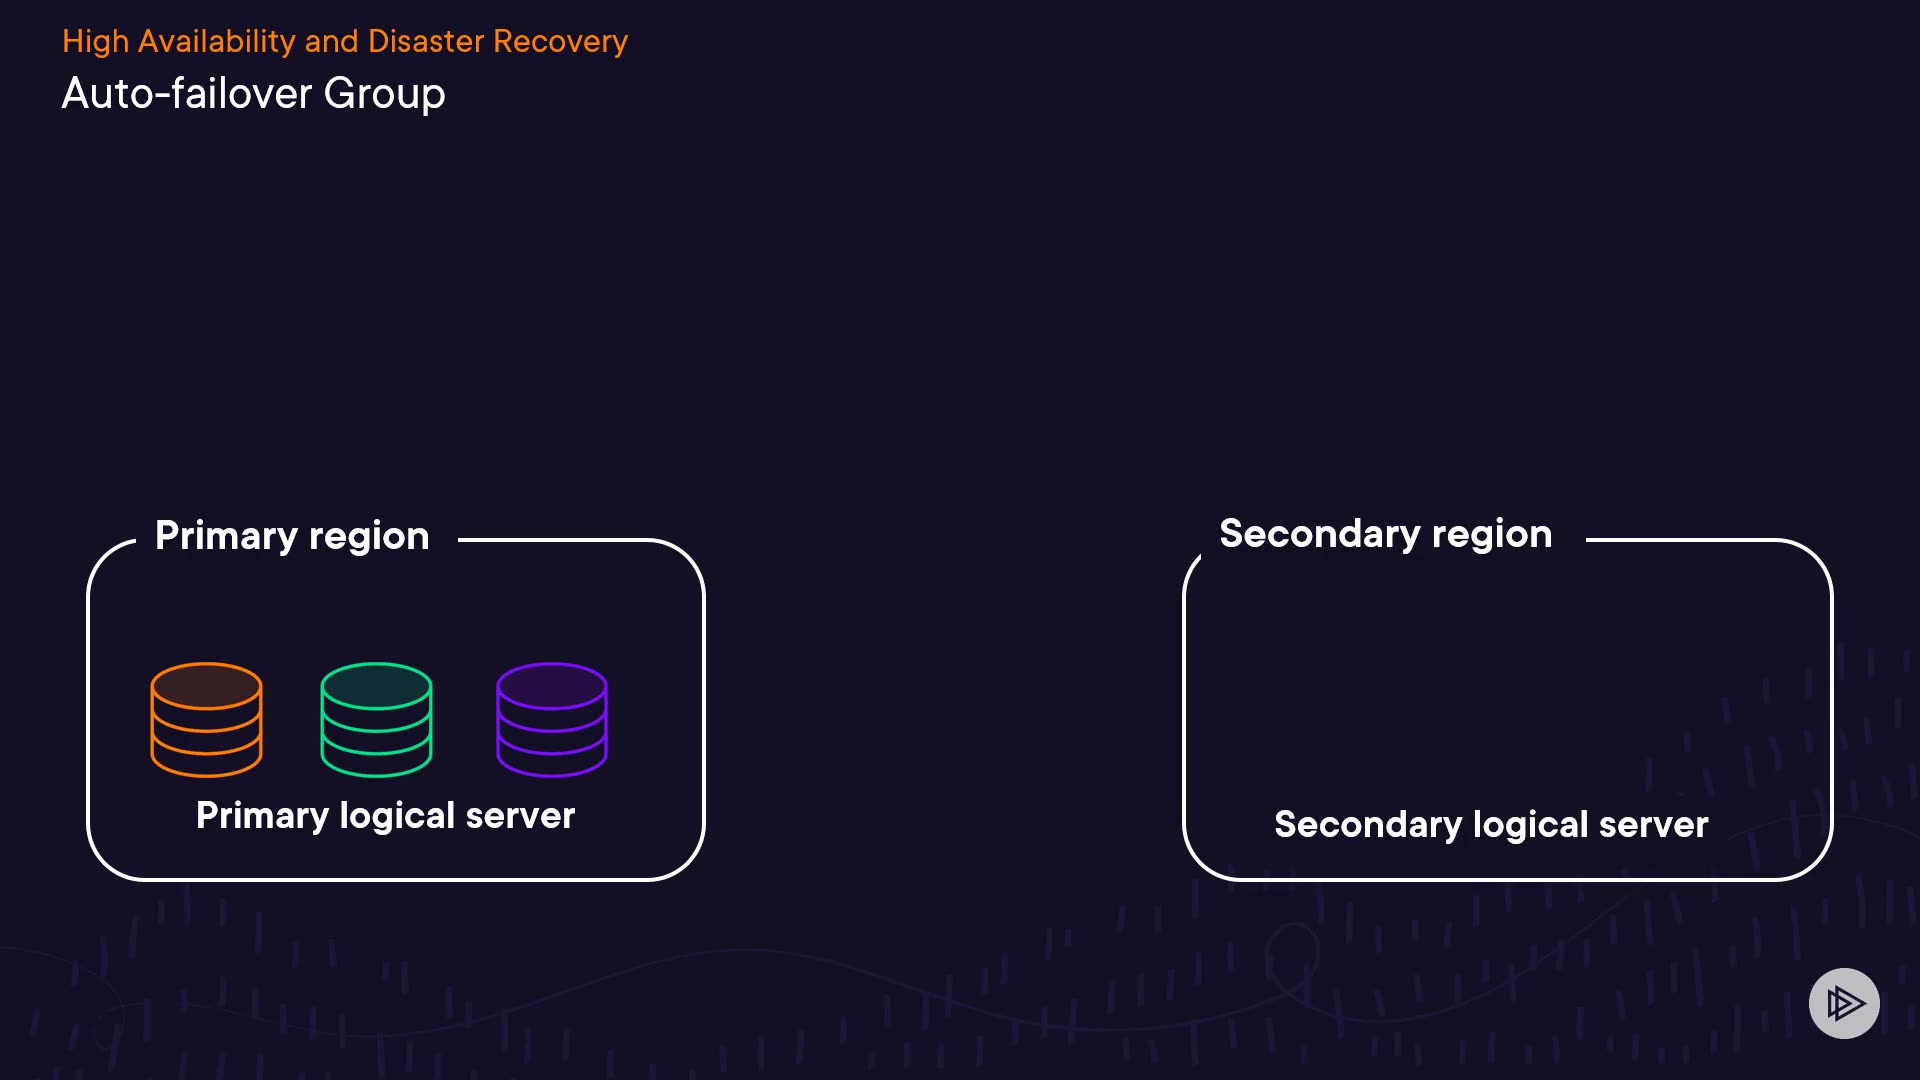 High Availability and Disaster Recovery
Auto-failover Group
Primary region
Secondary region
Primary logical server
Secondary logical server